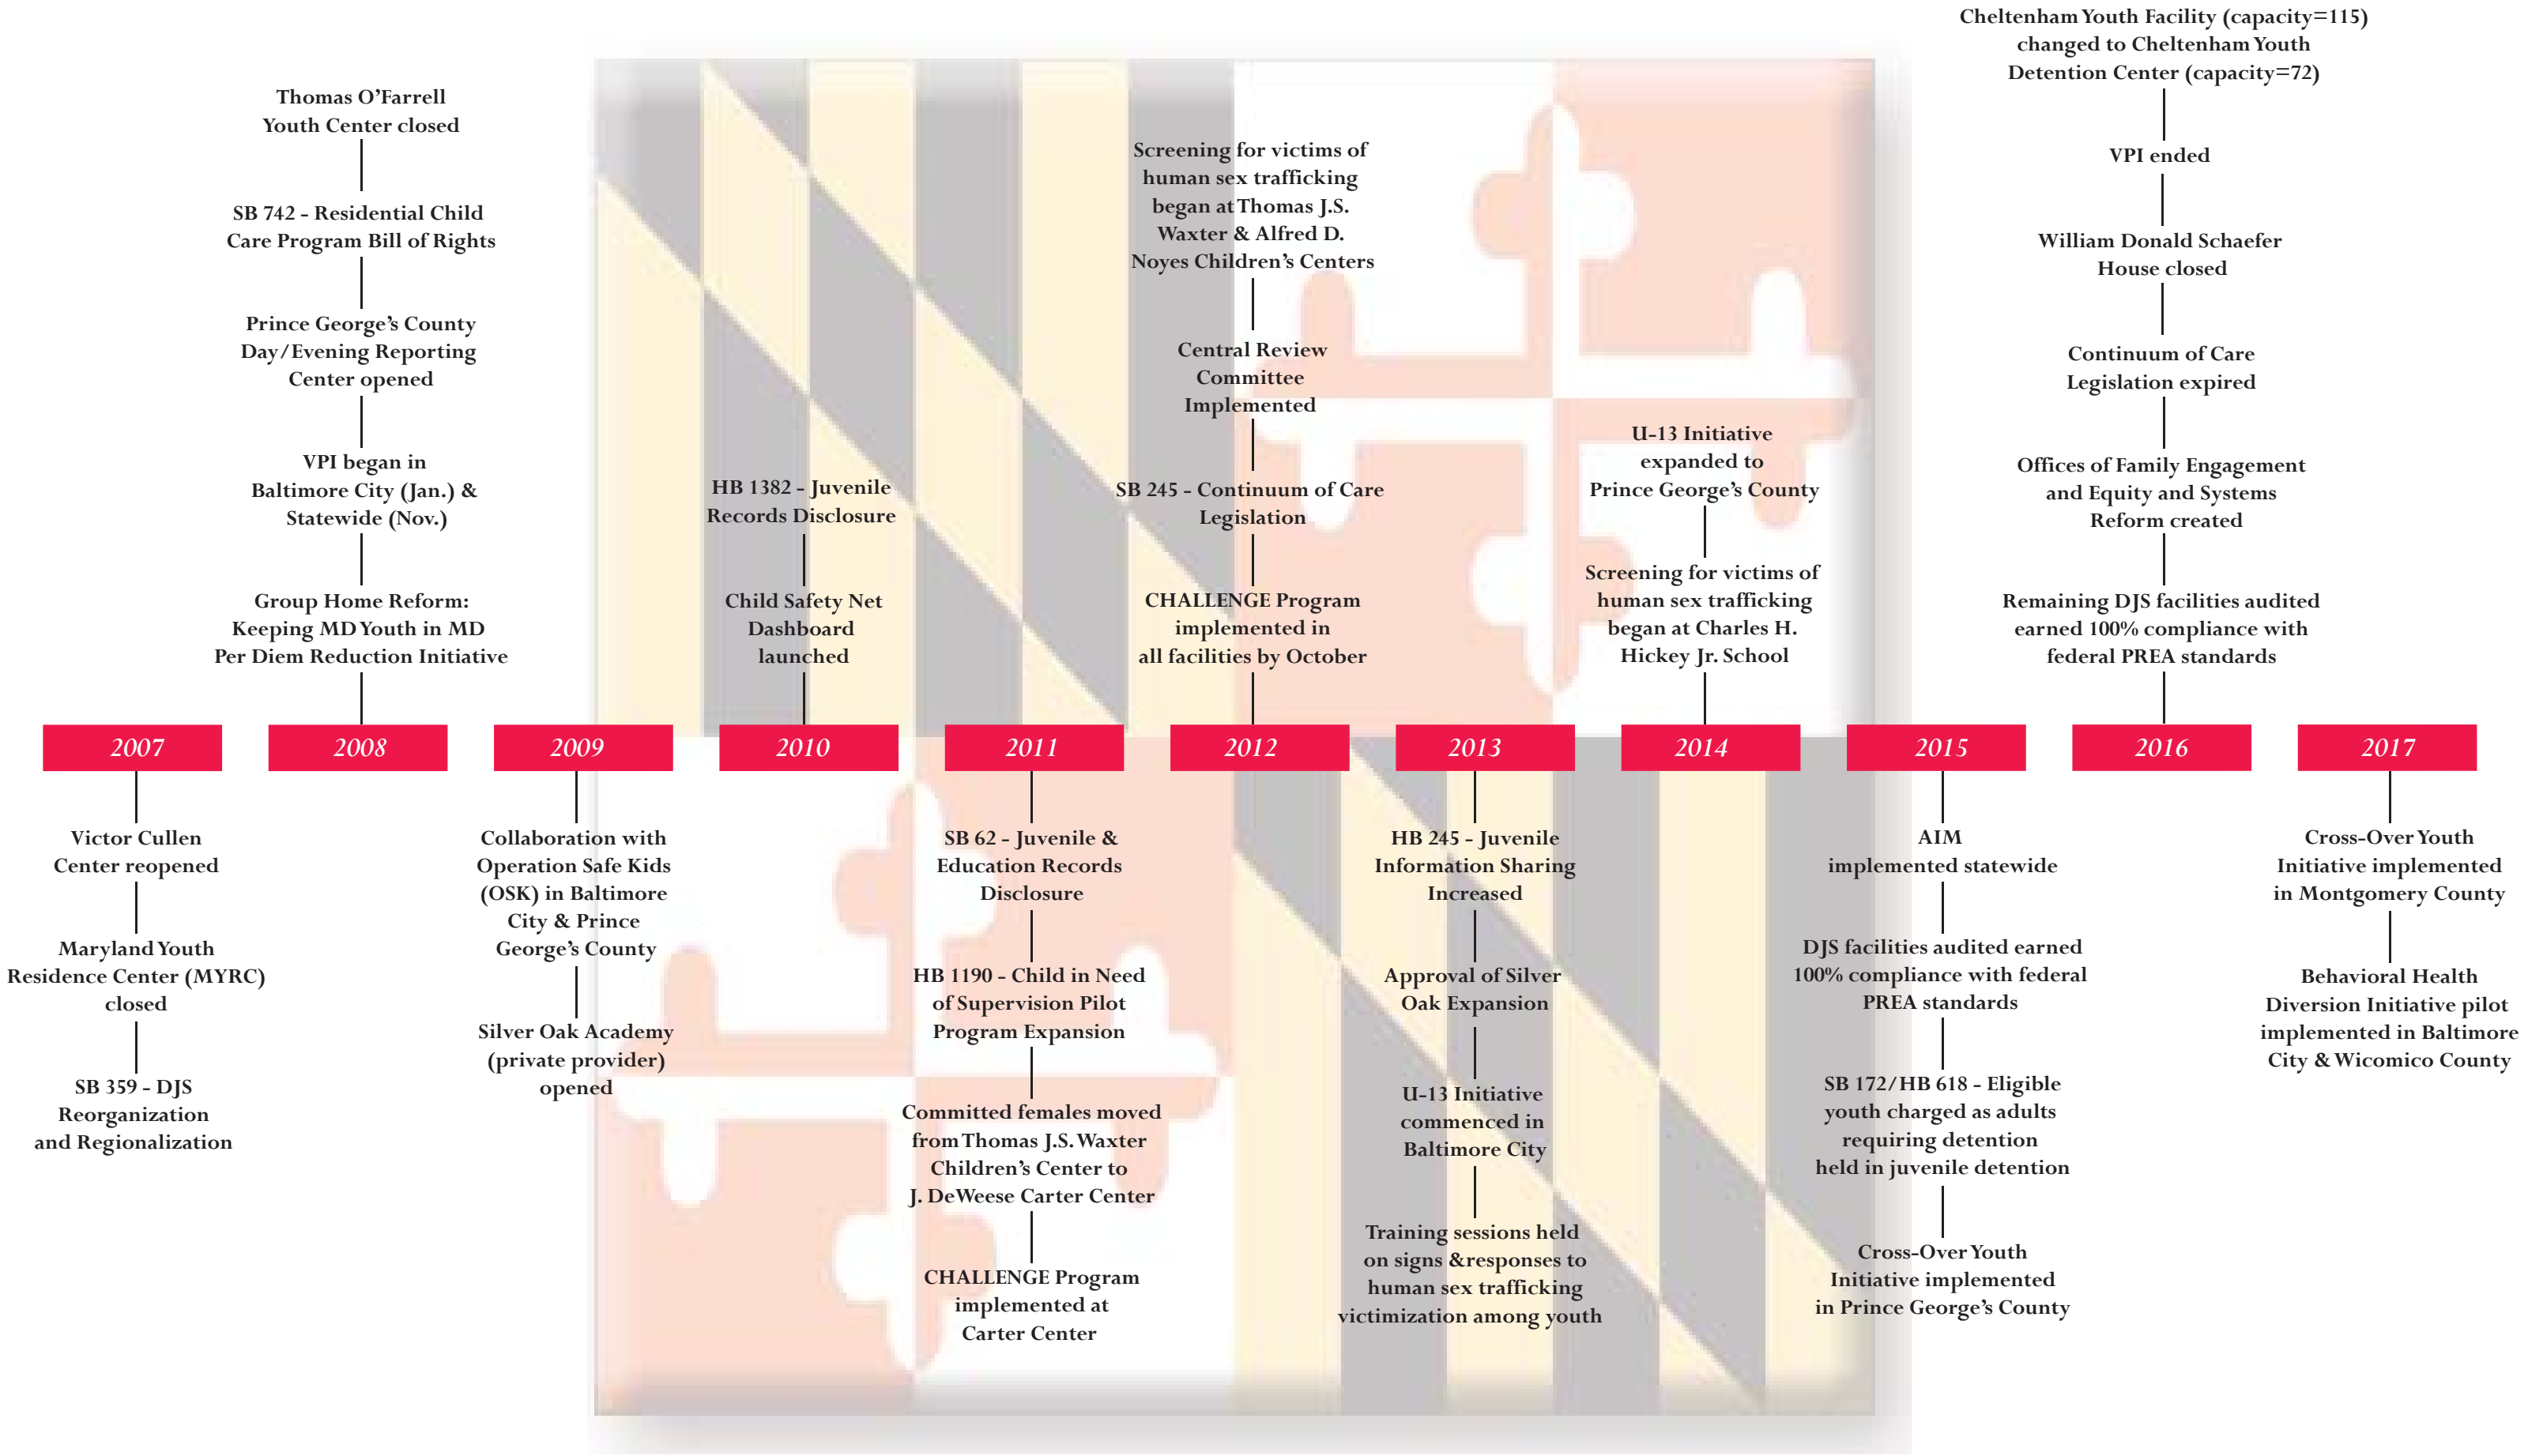 Thomas O’Farrell
Youth Center closed
SB 742 - Residential Child
Care Program Bill of Rights
Prince George’s County
Day/Evening Reporting
Center opened
VPI began in
Baltimore City (Jan.) &
Statewide (Nov.)
Group Home Reform:
Keeping MD Youth in MD
Per Diem Reduction Initiative
HB 1382 - Juvenile
Records Disclosure
Child Safety Net
Dashboard
launched
Screening for victims of
human sex trafficking
began at Thomas J.S.
Waxter & Alfred D.
Noyes Children’s Centers
Central Review
Committee
Implemented
SB 245 - Continuum of Care
Legislation
CHALLENGE Program
implemented in
all facilities by October
U-13 Initiative
expanded to
Prince George’s County
Screening for victims of
human sex trafficking
began at Charles H.
Hickey Jr. School
Cheltenham Youth Facility (capacity=115)
changed to Cheltenham Youth
Detention Center (capacity=72)
VPI ended
William Donald Schaefer
House closed
Continuum of Care
Legislation expired
Offices of Family Engagement
and Equity and Systems
Reform created
Remaining DJS facilities audited
earned 100% compliance with
federal PREA standards
2007
2008
2009
2010
2011
2012
2013
2014
2015
2016
2017
Victor Cullen
Center reopened
Maryland Youth
Residence Center (MYRC)
closed
SB 359 - DJS
Reorganization
and Regionalization
Collaboration with
Operation Safe Kids
(OSK) in Baltimore
City & Prince
George’s County
Silver Oak Academy
(private provider)
opened
SB 62 - Juvenile &
Education Records
Disclosure
HB 1190 - Child in Need
of Supervision Pilot
Program Expansion
Committed females moved
from Thomas J.S. Waxter
Children’s Center to
J. DeWeese Carter Center
CHALLENGE Program
implemented at
Carter Center
HB 245 - Juvenile
Information Sharing
Increased
Approval of Silver
Oak Expansion
U-13 Initiative
commenced in
Baltimore City
Training sessions held
on signs &responses to
human sex trafficking
victimization among youth
AIM
implemented statewide
DJS facilities audited earned
100% compliance with federal
PREA standards
SB 172/HB 618 - Eligible
youth charged as adults
requiring detention
held in juvenile detention
Cross-Over Youth
Initiative implemented
in Prince George’s County
Cross-Over Youth
Initiative implemented
in Montgomery County
Behavioral Health
Diversion Initiative pilot
implemented in Baltimore
City & Wicomico County